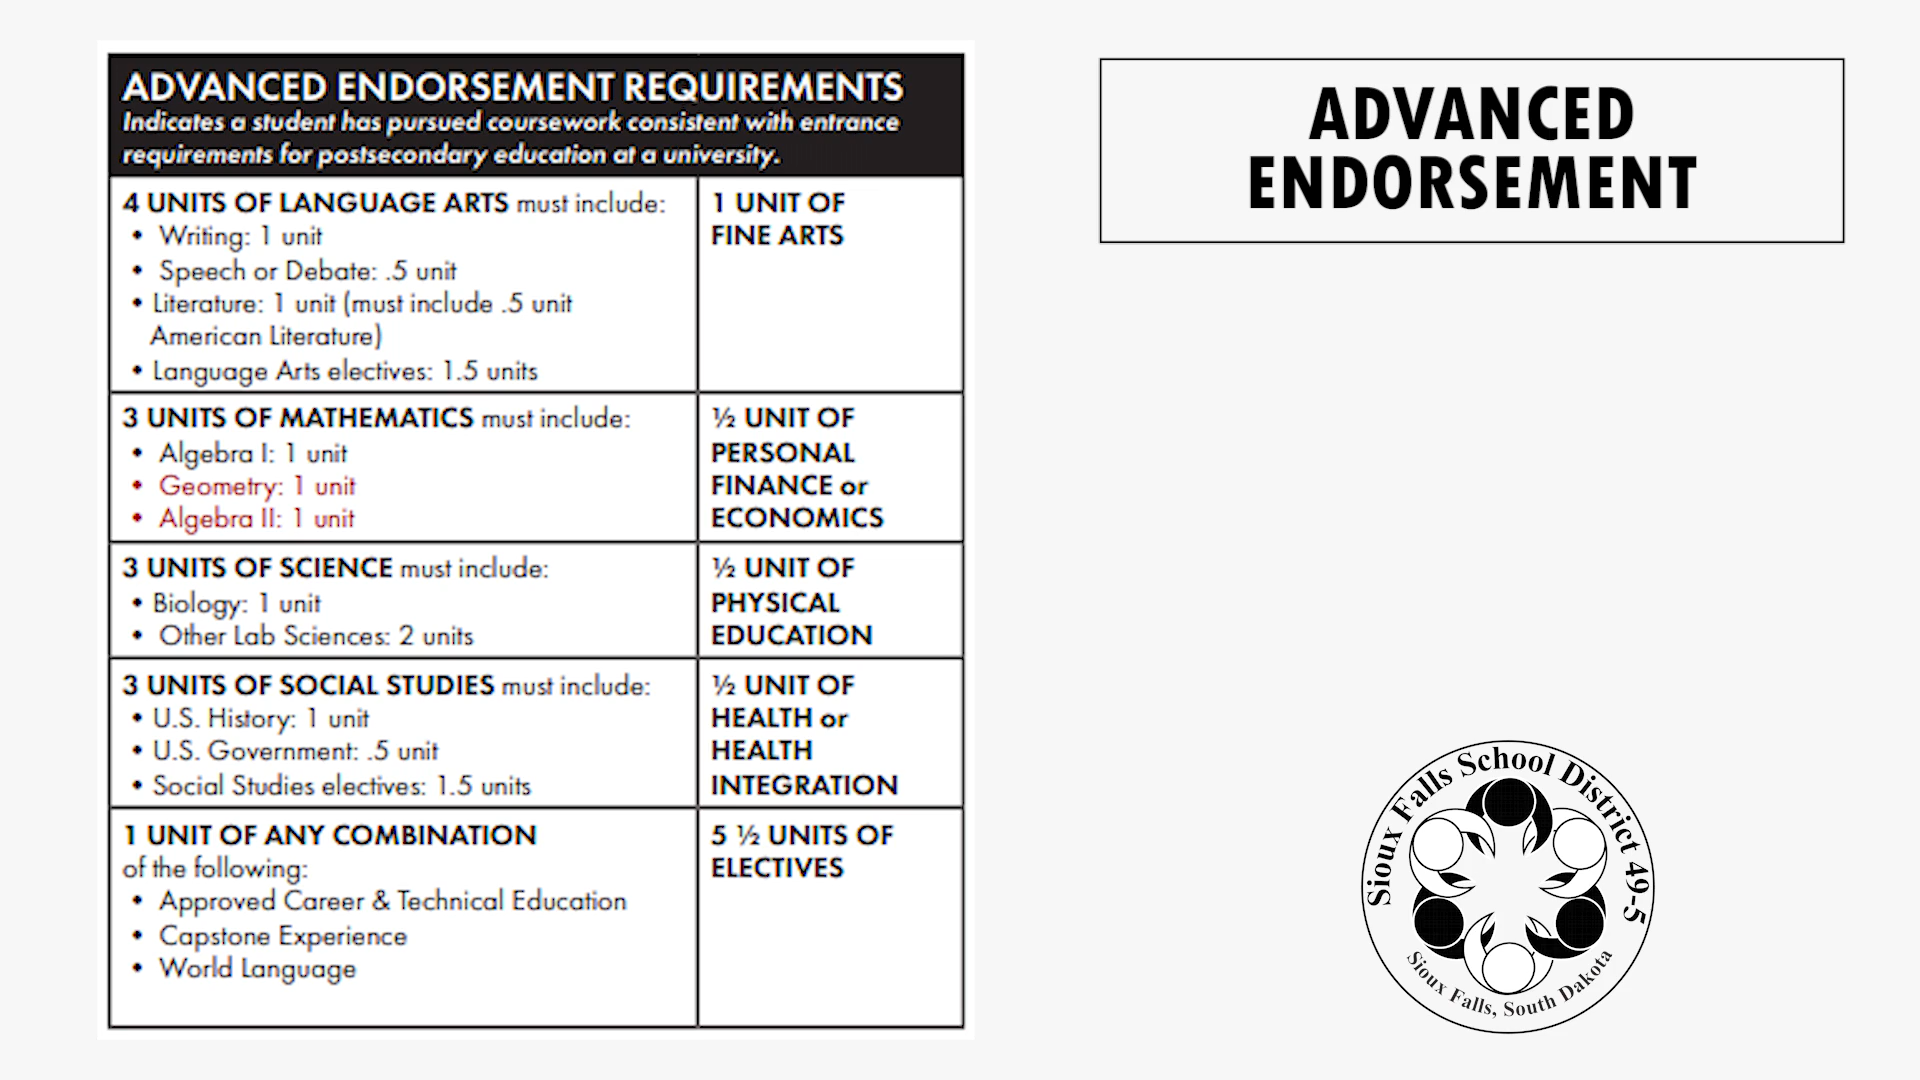 ADVANCED ENDORSEMENT REQUIREMENTS
Indicates a student has pursued coursework consistent with entrance
requirements for postsecondary education at a university.
4 UNITS OF LANGUAGE ARTS must include:
• Writing: 1 unit
• Speech or Debate: .5 unit
• Literature: 1 unit (must include .5 unit
American Literature)
• Language Arts electives: 1.5 units
1 UNIT OF
FINE ARTS
3 UNITS OF MATHEMATICS must include:
• Algebra I: 1 unit
• Geometry: 1 unit
• Algebra II: 1 unit
½ UNIT OF
PERSONAL
FINANCE or
ECONOMICS
3 UNITS OF SCIENCE must include:
• Biology: 1 unit
• Other Lab Sciences: 2 units
½ UNIT OF
PHYSICAL
EDUCATION
3 UNITS OF SOCIAL STUDIES must include:
• U.S. History: 1 unit
• U.S. Government: .5 unit
• Social Studies electives: 1.5 units
½ UNIT OF
HEALTH or
HEALTH
INTEGRATION
1 UNIT OF ANY COMBINATION
of the following:
• Approved Career & Technical Education
• Capstone Experience
• World Language
5 ½ UNITS OF
ELECTIVES
ADVANCED
ENDORSEMENT
Sioux Falls School District 49-5
Sioux Falls, South Dakota